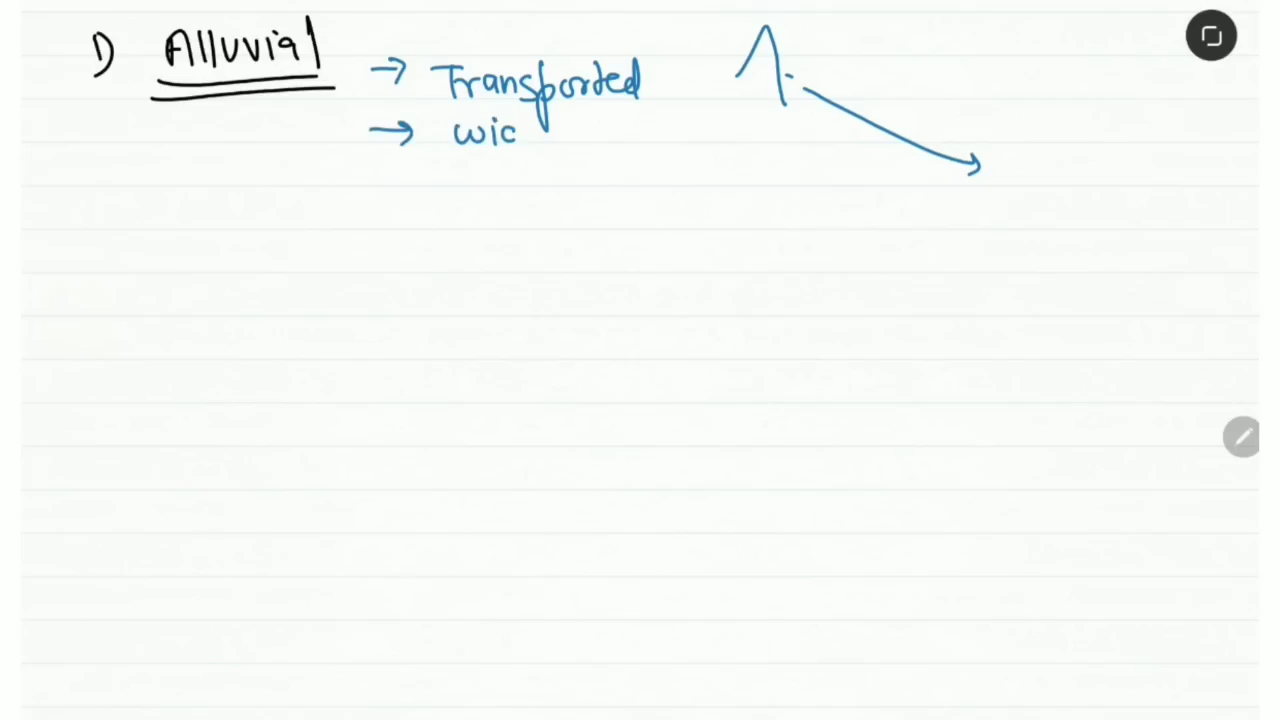 1) Alluvial
→ Transported
→ wic